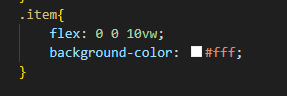 .item{
flex: 0 0 10vw;
background-color: #fff;
}